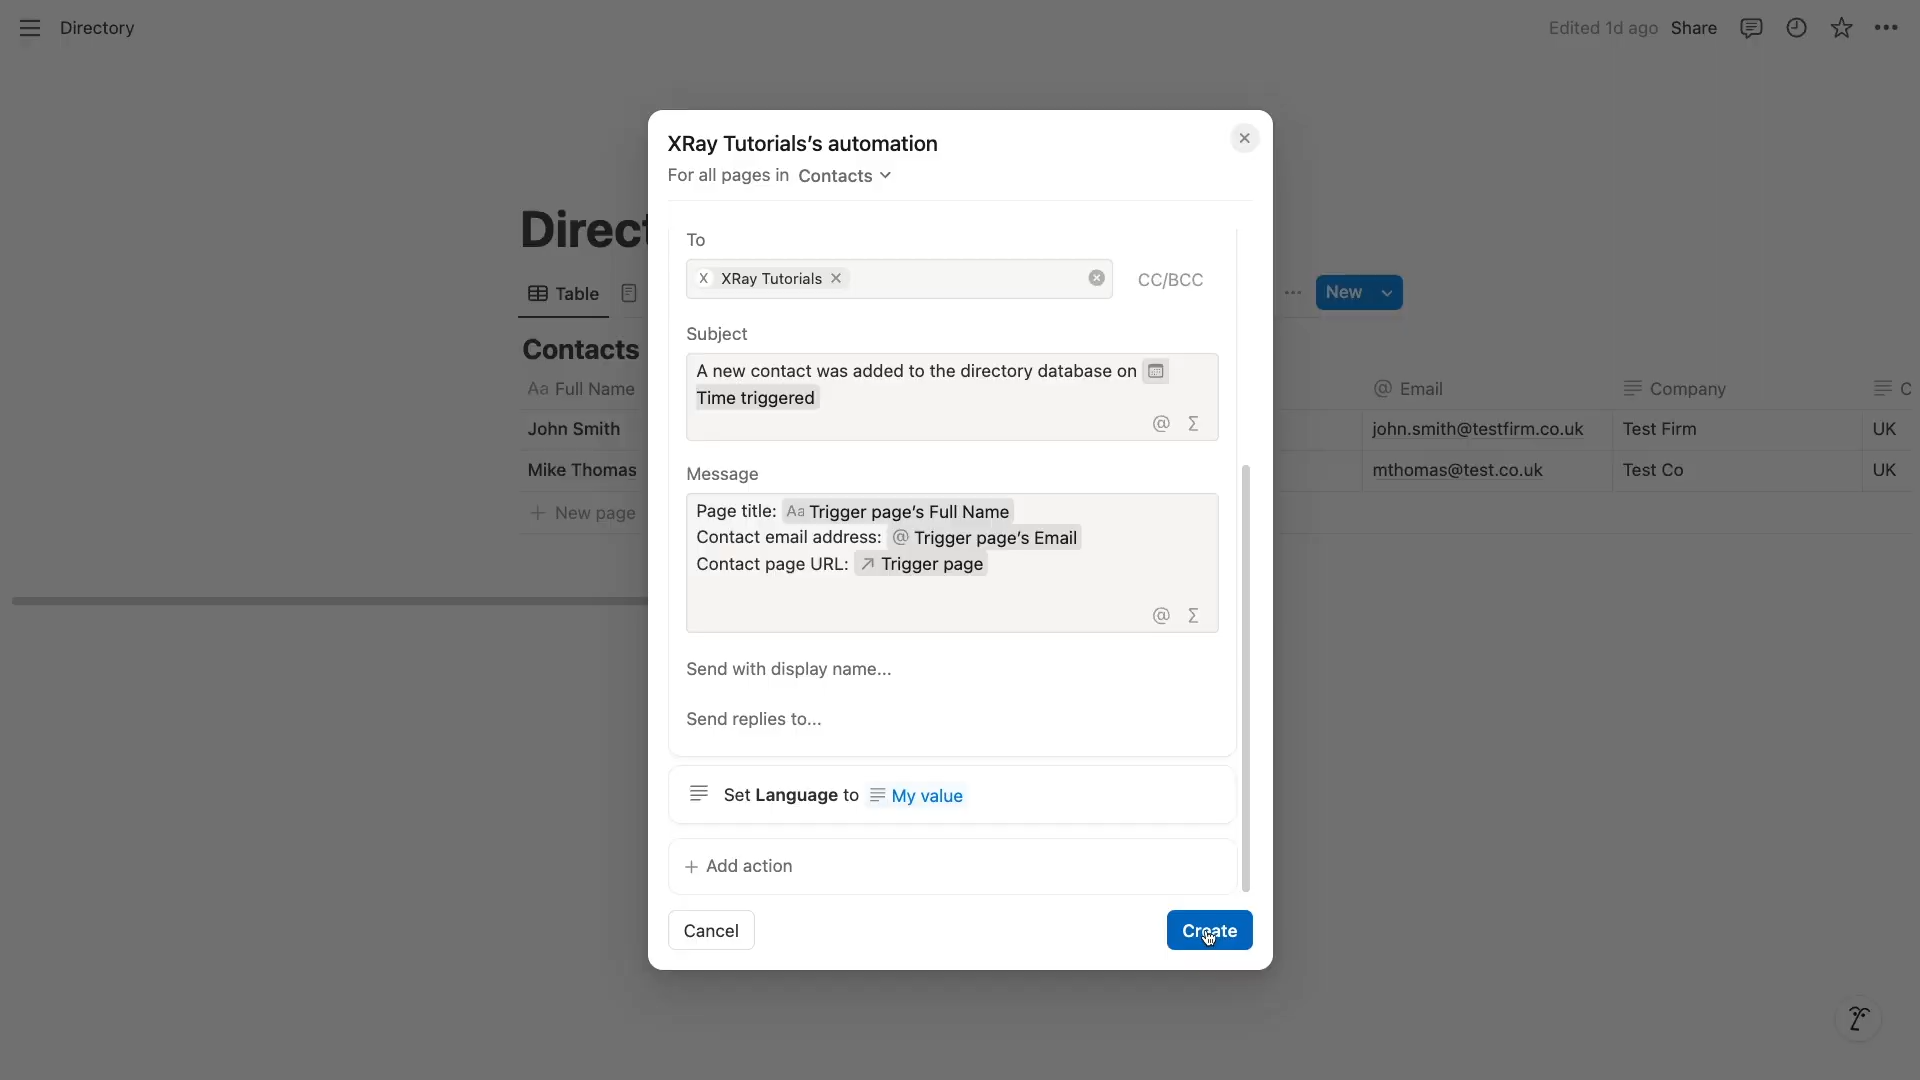 Directory
Edited 1d ago Share
XRay Tutorials's automation
For all pages in Contacts
Direct
Table
New
Contacts
Aa Full Name
@ Email
Company
C
John Smith
john.smith@testfirm.co.uk
Test Firm
UK
Mike Thomas
mthomas@test.co.uk
Test Co
UK
+ New page
To
X XRay Tutorials
CC/BCC
Subject
A new contact was added to the directory database on
Time triggered
@ Σ
Message
Page title: Aa Trigger page's Full Name
Contact email address: @ Trigger page's Email
Contact page URL: Trigger page
@ Σ
Send with display name...
Send replies to...
Set Language to My value
+ Add action
Cancel
Create